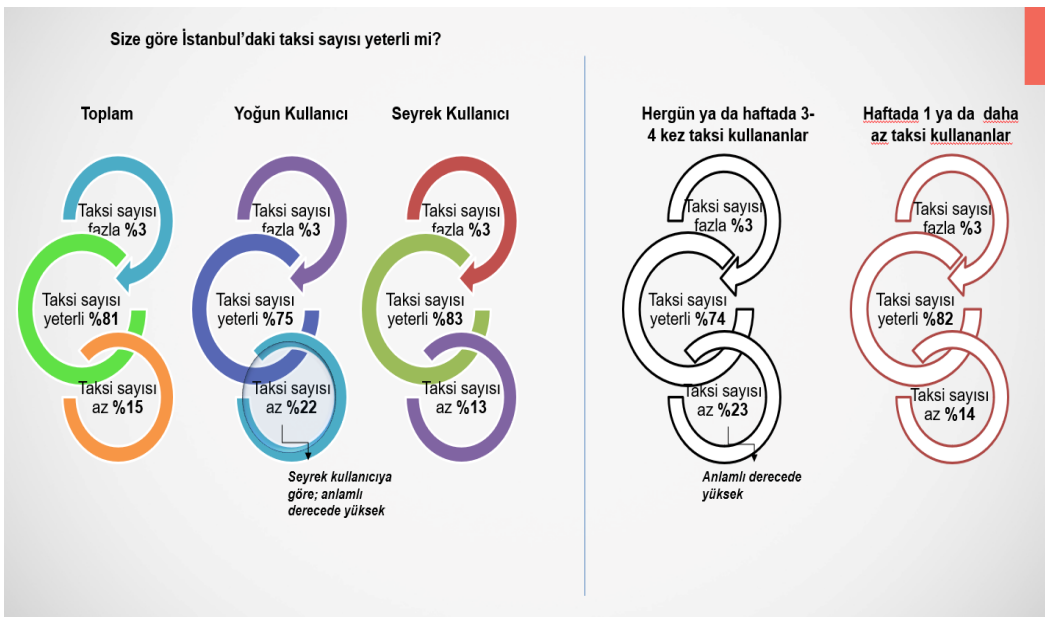 Size göre İstanbul’daki taksi sayısı yeterli mi?
Toplam
Taksi sayısı
fazla %3
Taksi sayısı
yeterli %81
Taksi sayısı
az %15
Yoğun Kullanıcı
Taksi sayısı
fazla %3
Taksi sayısı
yeterli %75
Taksi sayısı
az %22
Seyrek kullanıcıya
göre; anlamlı
derecede yüksek
Seyrek Kullanıcı
Taksi sayısı
fazla %3
Taksi sayısı
yeterli %83
Taksi sayısı
az %13
Hergün ya da haftada 3-
4 kez taksi kullananlar
Taksi sayısı
fazla %3
Taksi sayısı
yeterli %74
Taksi sayısı
az %23
Anlamlı derecede
yüksek
Haftada 1 ya da daha
az taksi kullananlar
Taksi sayısı
fazla %3
Taksi sayısı
yeterli %82
Taksi sayısı
az %14